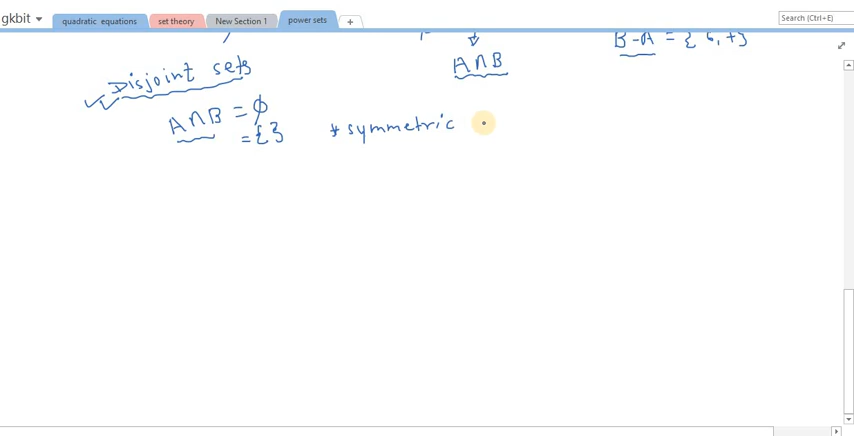 gkbit
quadratic equations
set theory
New Section 1
power sets
Search (Ctrl+E)
B-A = { 6, 7}
A∩B
Disjoint sets
A∩B = ϕ
= { }
* symmetric